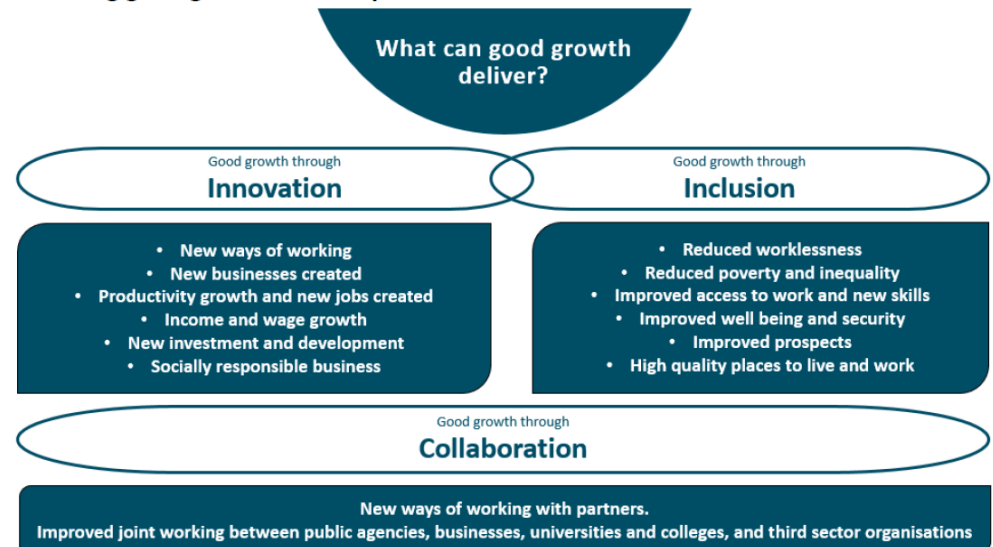 What can good growth
deliver?
Good growth through
Innovation
Good growth through
Inclusion
• New ways of working
• New businesses created
• Productivity growth and new jobs created
• Income and wage growth
• New investment and development
• Socially responsible business
• Reduced worklessness
• Reduced poverty and inequality
• Improved access to work and new skills
• Improved well being and security
• Improved prospects
• High quality places to live and work
Good growth through
Collaboration
New ways of working with partners.
Improved joint working between public agencies, businesses, universities and colleges, and third sector organisations